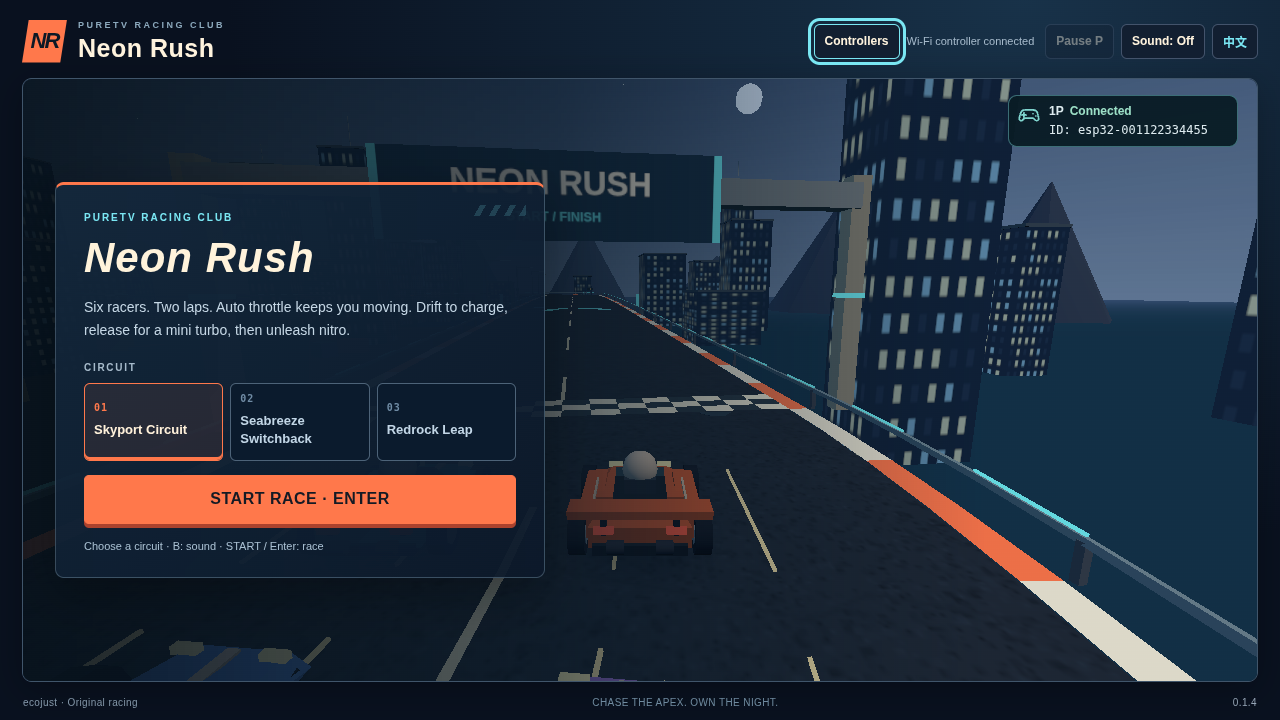 NR
PURETV RACING CLUB
Neon Rush
Controllers
Wi-Fi controller connected
Pause P
Sound: Off
中文
1P Connected
ID: esp32-001122334455
NEON RUSH
T / FINISH
PURETV RACING CLUB
Neon Rush
Six racers. Two laps. Auto throttle keeps you moving. Drift to charge,
release for a mini turbo, then unleash nitro.
CIRCUIT
01
Skyport Circuit
02
Seabreeze
Switchback
03
Redrock Leap
START RACE · ENTER
Choose a circuit · B: sound · START / Enter: race
ecojust · Original racing
CHASE THE APEX. OWN THE NIGHT.
0.1.4